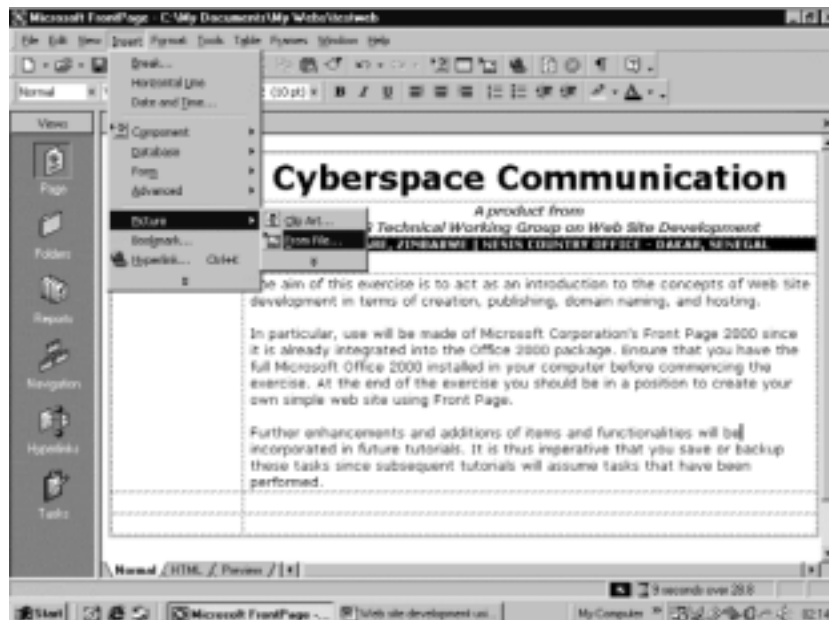 Microsoft FrontPage - C:\My Documents\My Webs\testweb
File Edit View Insert Format Tools Table Frames Window Help
Normal
(10 pt)
B I U
Views
Page
Folders
Reports
Navigation
Hyperlinks
Tasks
Break...
Horizontal Line
Date and Time...
Component
Database
Form
Advanced
Picture
Bookmark...
Hyperlink... Ctrl+K
Clip Art...
From File...
Cyberspace Communication
A product from
Technical Working Group on Web Site Development
ZIMBABWE | NESIS COUNTRY OFFICE - DAKAR, SENEGAL
The aim of this exercise is to act as an introduction to the concepts of Web Site
development in terms of creation, publishing, domain naming, and hosting.
In particular, use will be made of Microsoft Corporation's Front Page 2000 since
it is already integrated into the Office 2000 package. Ensure that you have the
full Microsoft Office 2000 installed in your computer before commencing the
exercise. At the end of the exercise you should be in a position to create your
own simple web site using Front Page.
Further enhancements and additions of items and functionalities will be
incorporated in future tutorials. It is thus imperative that you save or backup
these tasks since subsequent tutorials will assume tasks that have been
performed.
Normal / HTML / Preview
9 seconds over 28.8
Start
Microsoft FrontPage -...
Web site development usi...
My Computer
02:14